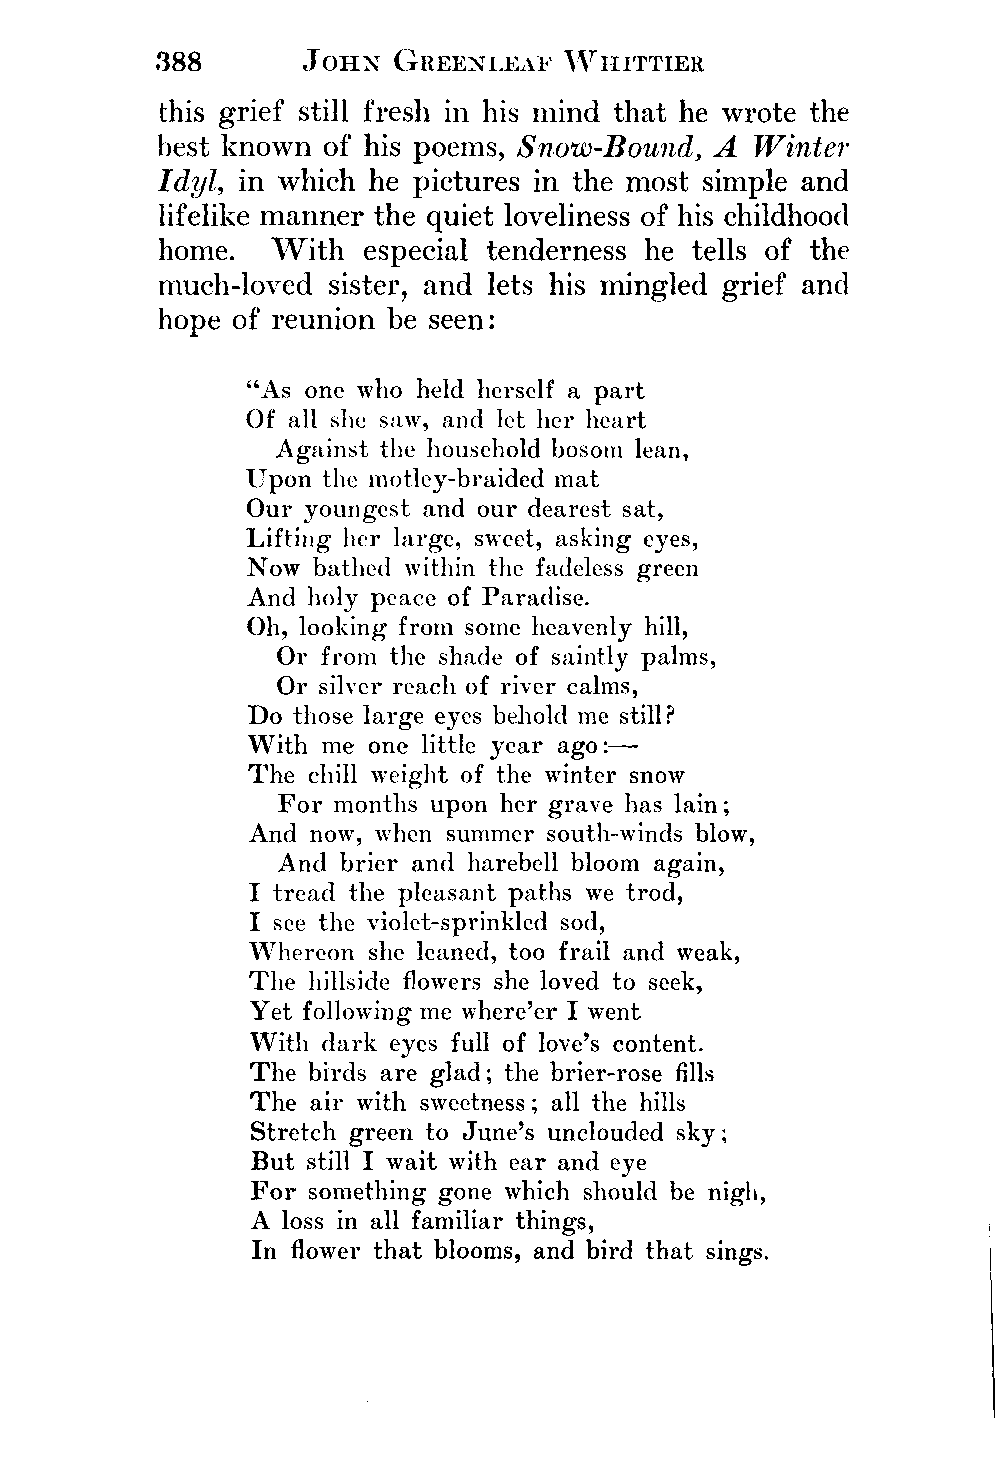 388 JOHN GREENLEAF WHITTIER
this grief still fresh in his mind that he wrote the
best known of his poems, Snow-Bound, A Winter
Idyl, in which he pictures in the most simple and
lifelike manner the quiet loveliness of his childhood
home. With especial tenderness he tells of the
much-loved sister, and lets his mingled grief and
hope of reunion be seen:
“As one who held herself a part
Of all she saw, and let her heart
Against the household bosom lean,
Upon the motley-braided mat
Our youngest and our dearest sat,
Lifting her large, sweet, asking eyes,
Now bathed within the fadeless green
And holy peace of Paradise.
Oh, looking from some heavenly hill,
Or from the shade of saintly palms,
Or silver reach of river calms,
Do those large eyes behold me still?
With me one little year ago:—
The chill weight of the winter snow
For months upon her grave has lain;
And now, when summer south-winds blow,
And brier and harebell bloom again,
I tread the pleasant paths we trod,
I see the violet-sprinkled sod,
Whereon she leaned, too frail and weak,
The hillside flowers she loved to seek,
Yet following me where’er I went
With dark eyes full of love’s content.
The birds are glad; the brier-rose fills
The air with sweetness; all the hills
Stretch green to June’s unclouded sky;
But still I wait with ear and eye
For something gone which should be nigh,
A loss in all familiar things,
In flower that blooms, and bird that sings.